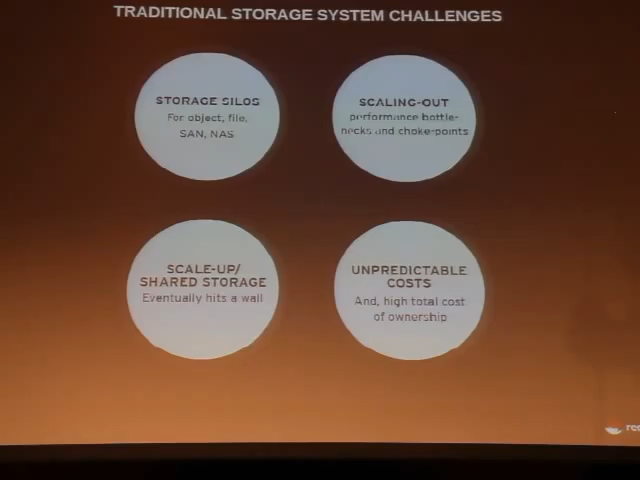 TRADITIONAL STORAGE SYSTEM CHALLENGES
STORAGE SILOS
For object, file,
SAN, NAS
SCALING-OUT
performance bottle-
necks and choke-points
SCALE-UP/
SHARED STORAGE
Eventually hits a wall
UNPREDICTABLE
COSTS
And, high total cost
of ownership